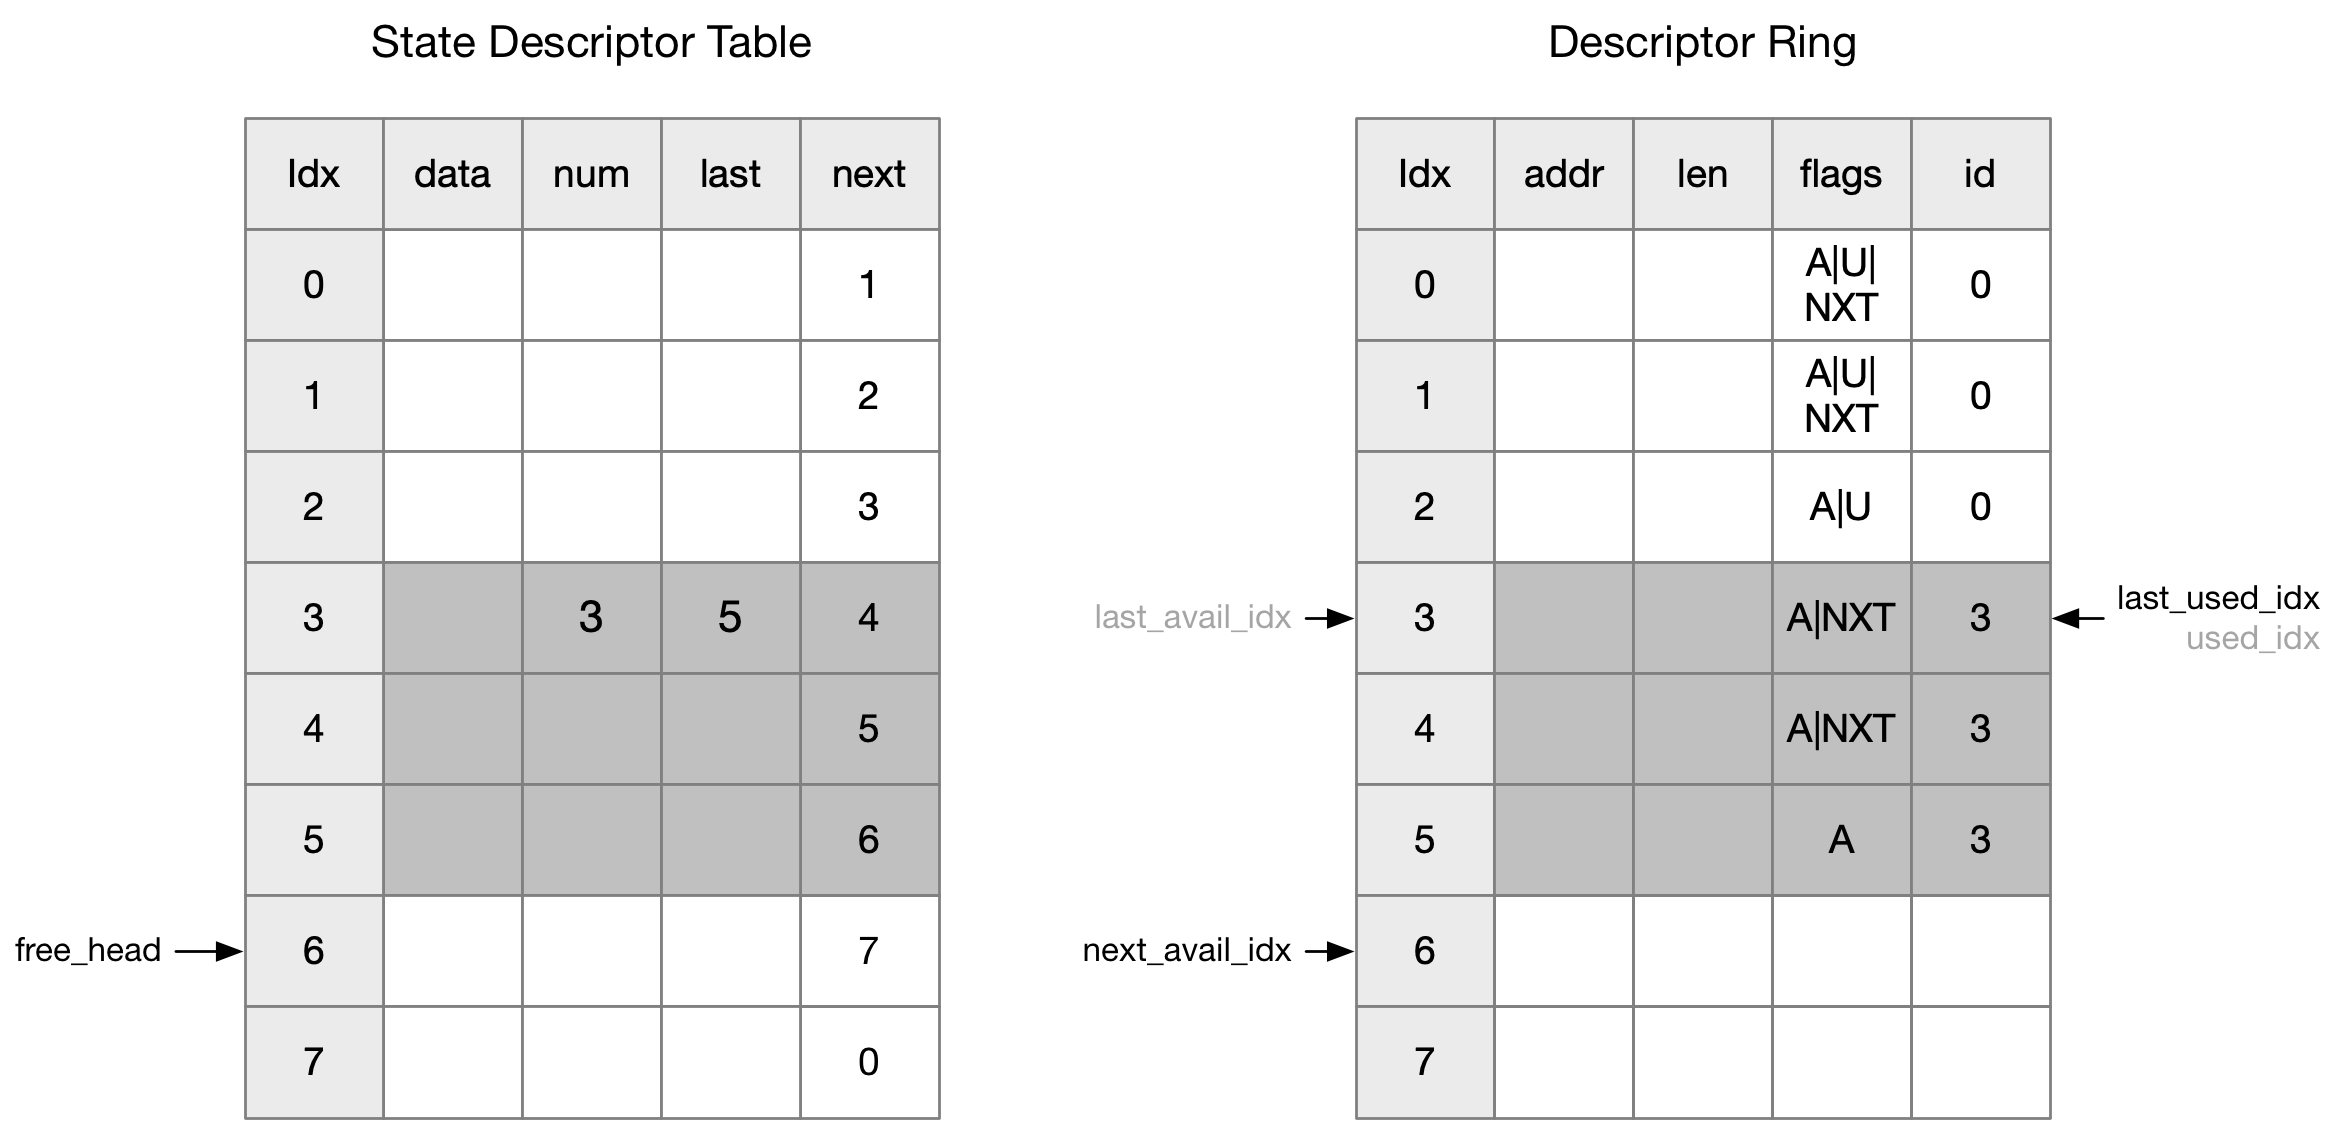 State Descriptor Table
Idx data num last next
0 1
1 2
2 3
3 3 5 4
4 5
5 6
free_head 6 7
7 0
Descriptor Ring
Idx addr len flags id
0 A|U| NXT 0
1 A|U| NXT 0
2 A|U 0
last_avail_idx 3 A|NXT 3 last_used_idx
used_idx
4 A|NXT 3
5 A 3
next_avail_idx 6
7